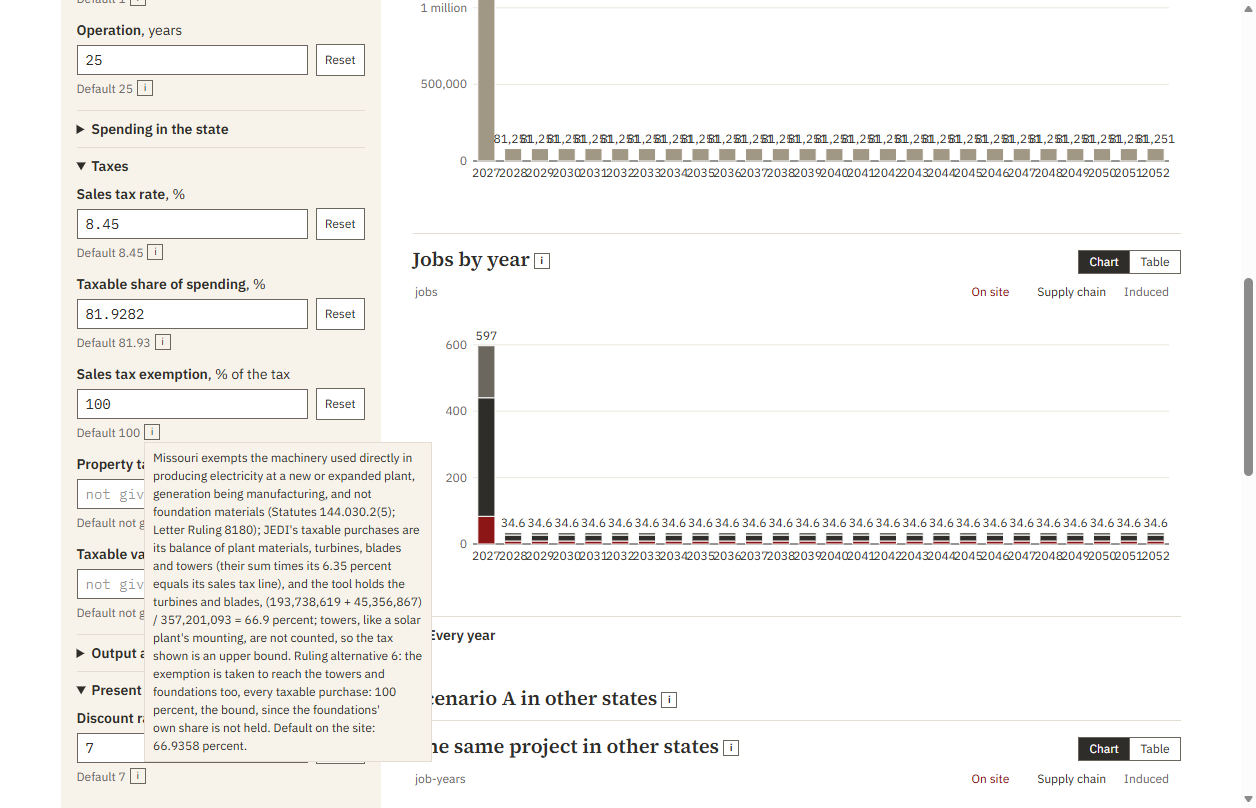 Operation, years
25
Reset
Default 25 i
Spending in the state
Taxes
Sales tax rate, %
8.45
Reset
Default 8.45 i
Taxable share of spending, %
81.9282
Reset
Default 81.93 i
Sales tax exemption, % of the tax
100
Reset
Default 100 i
Missouri exempts the machinery used directly in
producing electricity at a new or expanded plant,
generation being manufacturing, and not
foundation materials (Statutes 144.030.2(5);
Letter Ruling 8180); JEDI's taxable purchases are
its balance of plant materials, turbines, blades
and towers (their sum times its 6.35 percent
equals its sales tax line), and the tool holds the
turbines and blades, (193,738,619 + 45,356,867)
/ 357,201,093 = 66.9 percent; towers, like a solar
plant's mounting, are not counted, so the tax
shown is an upper bound. Ruling alternative 6: the
exemption is taken to reach the towers and
foundations too, every taxable purchase: 100
percent, the bound, since the foundations'
own share is not held. Default on the site:
66.9358 percent.
Property
not
Default not
Taxable
not
Default not
Output
Present
Discount
7
Default 7 i
1 million
500,000
0
81,251
2027 2028 2029 2030 2031 2032 2033 2034 2035 2036 2037 2038 2039 2040 2041 2042 2043 2044 2045 2046 2047 2048 2049 2050 2051 2052
Jobs by year i
Chart Table
jobs
On site Supply chain Induced
597
600
400
200
34.6 34.6 34.6 34.6 34.6 34.6 34.6 34.6 34.6 34.6 34.6 34.6 34.6 34.6 34.6 34.6 34.6 34.6 34.6 34.6 34.6 34.6 34.6 34.6 34.6
0
2027 2028 2029 2030 2031 2032 2033 2034 2035 2036 2037 2038 2039 2040 2041 2042 2043 2044 2045 2046 2047 2048 2049 2050 2051 2052
Every year
cenario A in other states i
he same project in other states i
Chart Table
job-years
On site Supply chain Induced